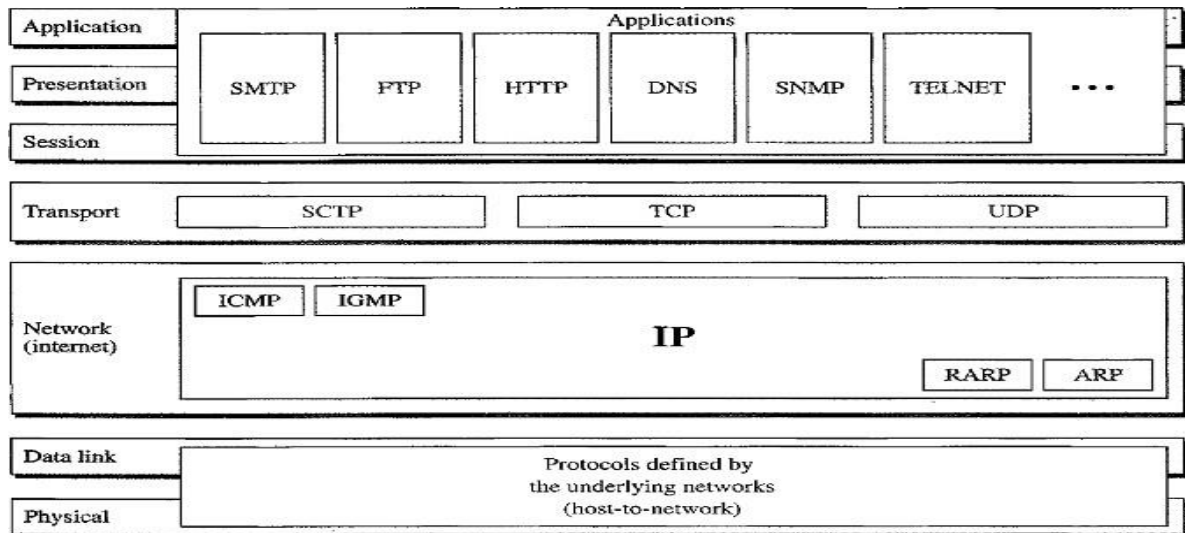 Applications
Application
Presentation
Session
SMTP
FTP
HTTP
DNS
SNMP
TELNET
•••
Transport
SCTP
TCP
UDP
Network
(internet)
ICMP
IGMP
IP
RARP
ARP
Data link
Physical
Protocols defined by
the underlying networks
(host-to-network)